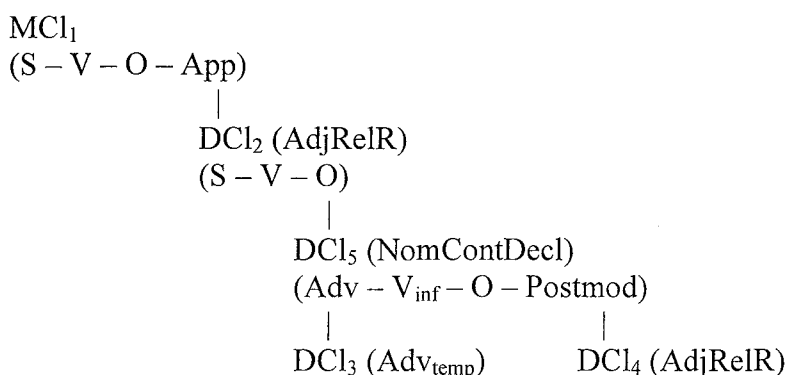 MCl₁
(S – V – O – App)
DCl₂ (AdjRelR)
(S – V – O)
DCl₅ (NomContDecl)
(Adv – Vinf – O – Postmod)
DCl₃ (Advtemp) DCl₄ (AdjRelR)